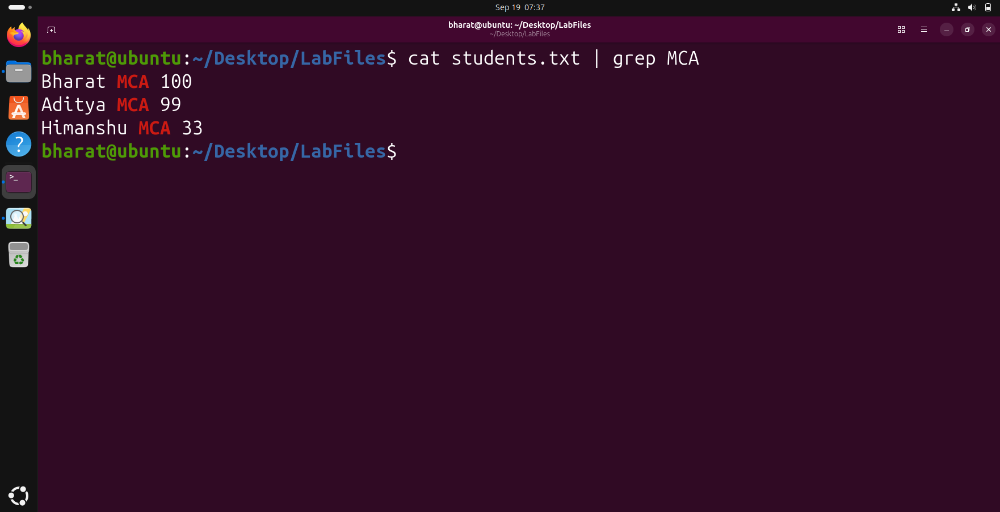 Sep 19 07:37
bharat@ubuntu: ~/Desktop/LabFiles
~/Desktop/LabFiles
bharat@ubuntu:~/Desktop/LabFiles$ cat students.txt | grep MCA
Bharat MCA 100
Aditya MCA 99
Himanshu MCA 33
bharat@ubuntu:~/Desktop/LabFiles$